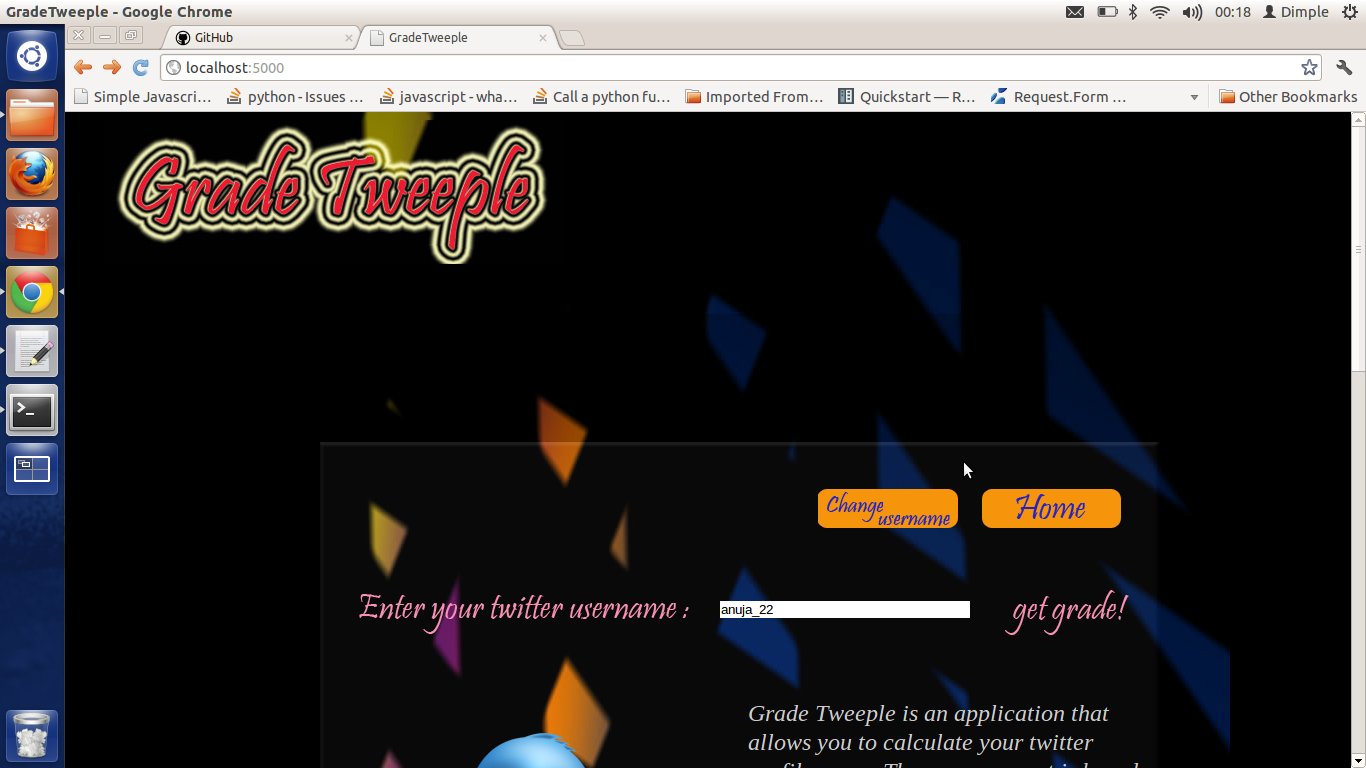 GradeTweeple - Google Chrome
00:18 Dimple
GitHub
GradeTweeple
localhost:5000
Simple Javascri...
python - Issues ...
javascript - wha...
Call a python fu...
Imported From...
Quickstart — R...
Request.Form ...
Other Bookmarks
Grade Tweeple
Change username
Home
Enter your twitter username :
anuja_22
get grade!
Grade Tweeple is an application that
allows you to calculate your twitter